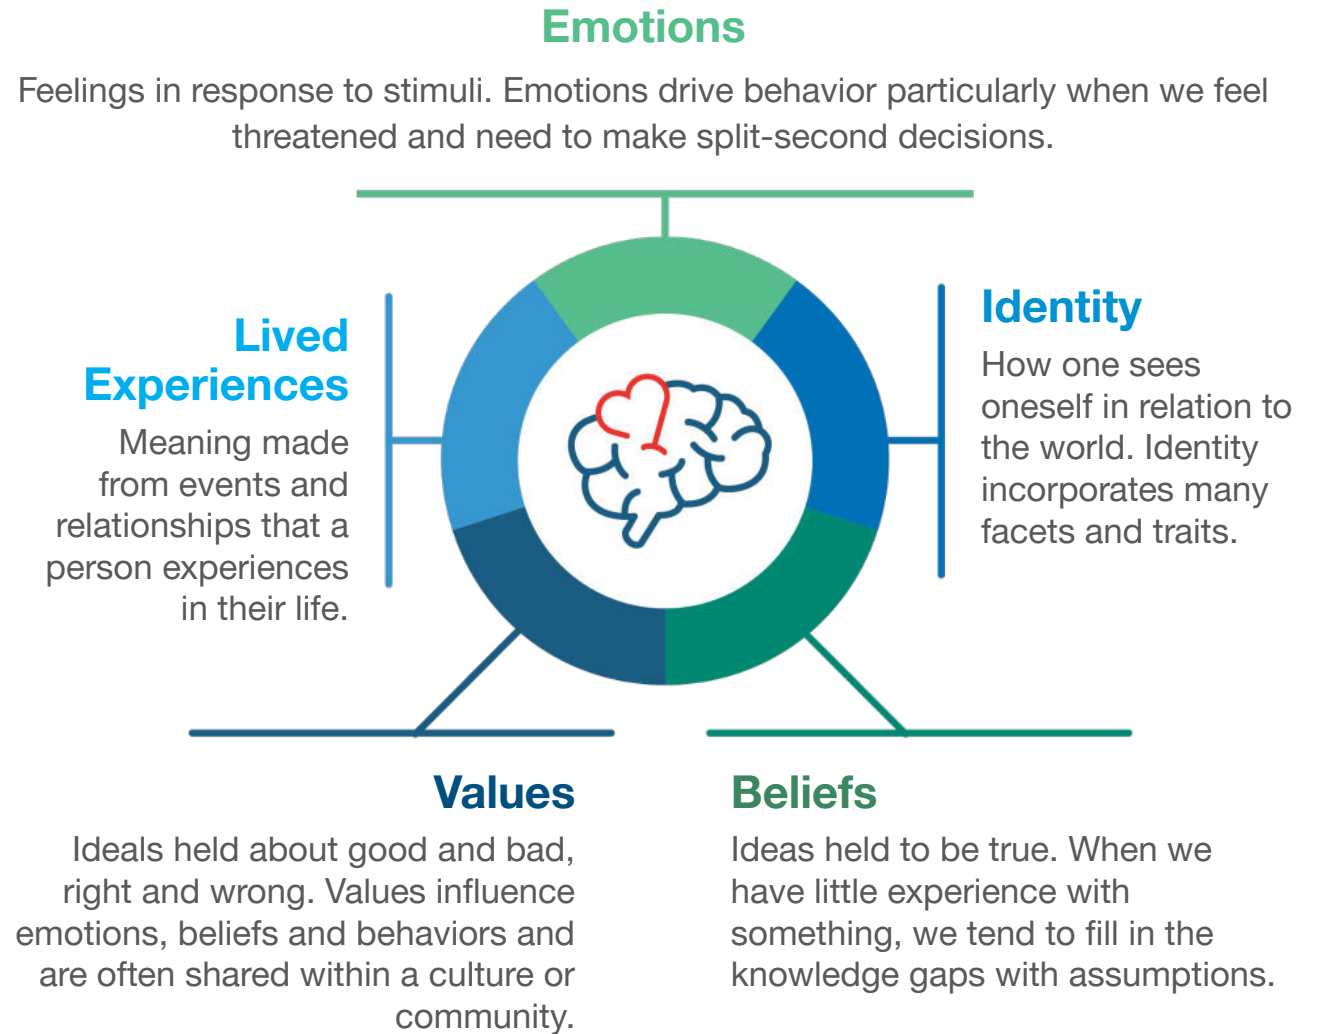 Emotions
Feelings in response to stimuli. Emotions drive behavior particularly when we feel
threatened and need to make split-second decisions.
Lived
Experiences
Meaning made
from events and
relationships that a
person experiences
in their life.
Identity
How one sees
oneself in relation to
the world. Identity
incorporates many
facets and traits.
Values
Ideals held about good and bad,
right and wrong. Values influence
emotions, beliefs and behaviors and
are often shared within a culture or
community.
Beliefs
Ideas held to be true. When we
have little experience with
something, we tend to fill in the
knowledge gaps with assumptions.